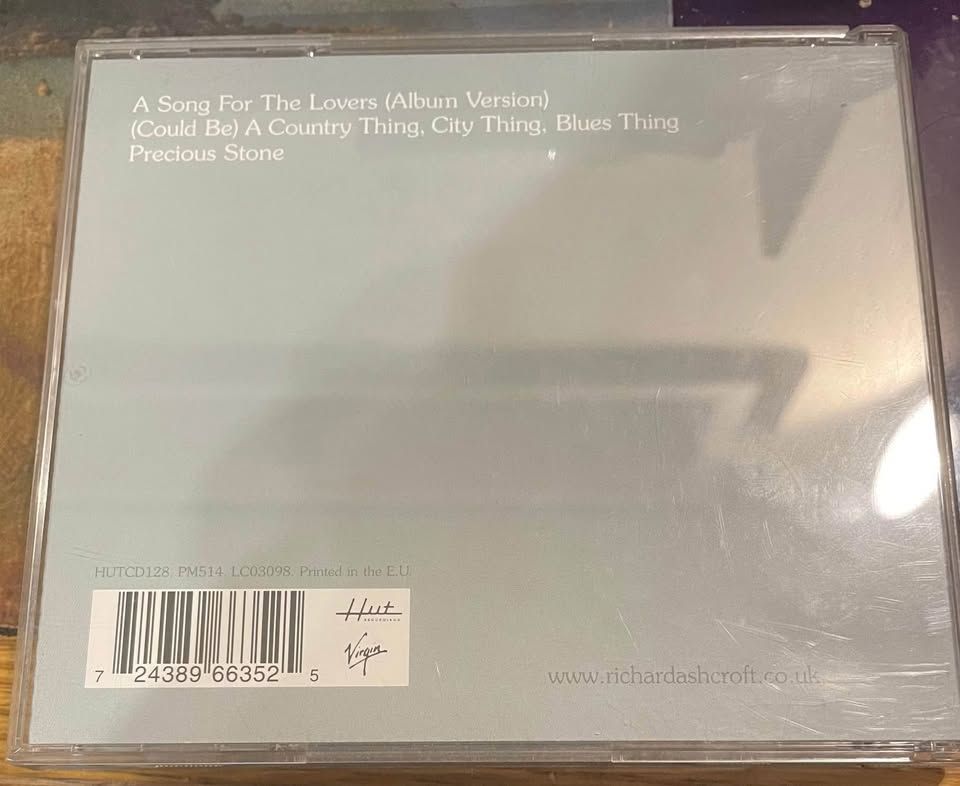 A Song For The Lovers (Album Version)
(Could Be) A Country Thing, City Thing, Blues Thing
Precious Stone
HUTCD128. PM514. LC03098. Printed in the E.U.
Hut
RECORDINGS
Virgin
7 24389 66352 5
www.richardashcroft.co.uk